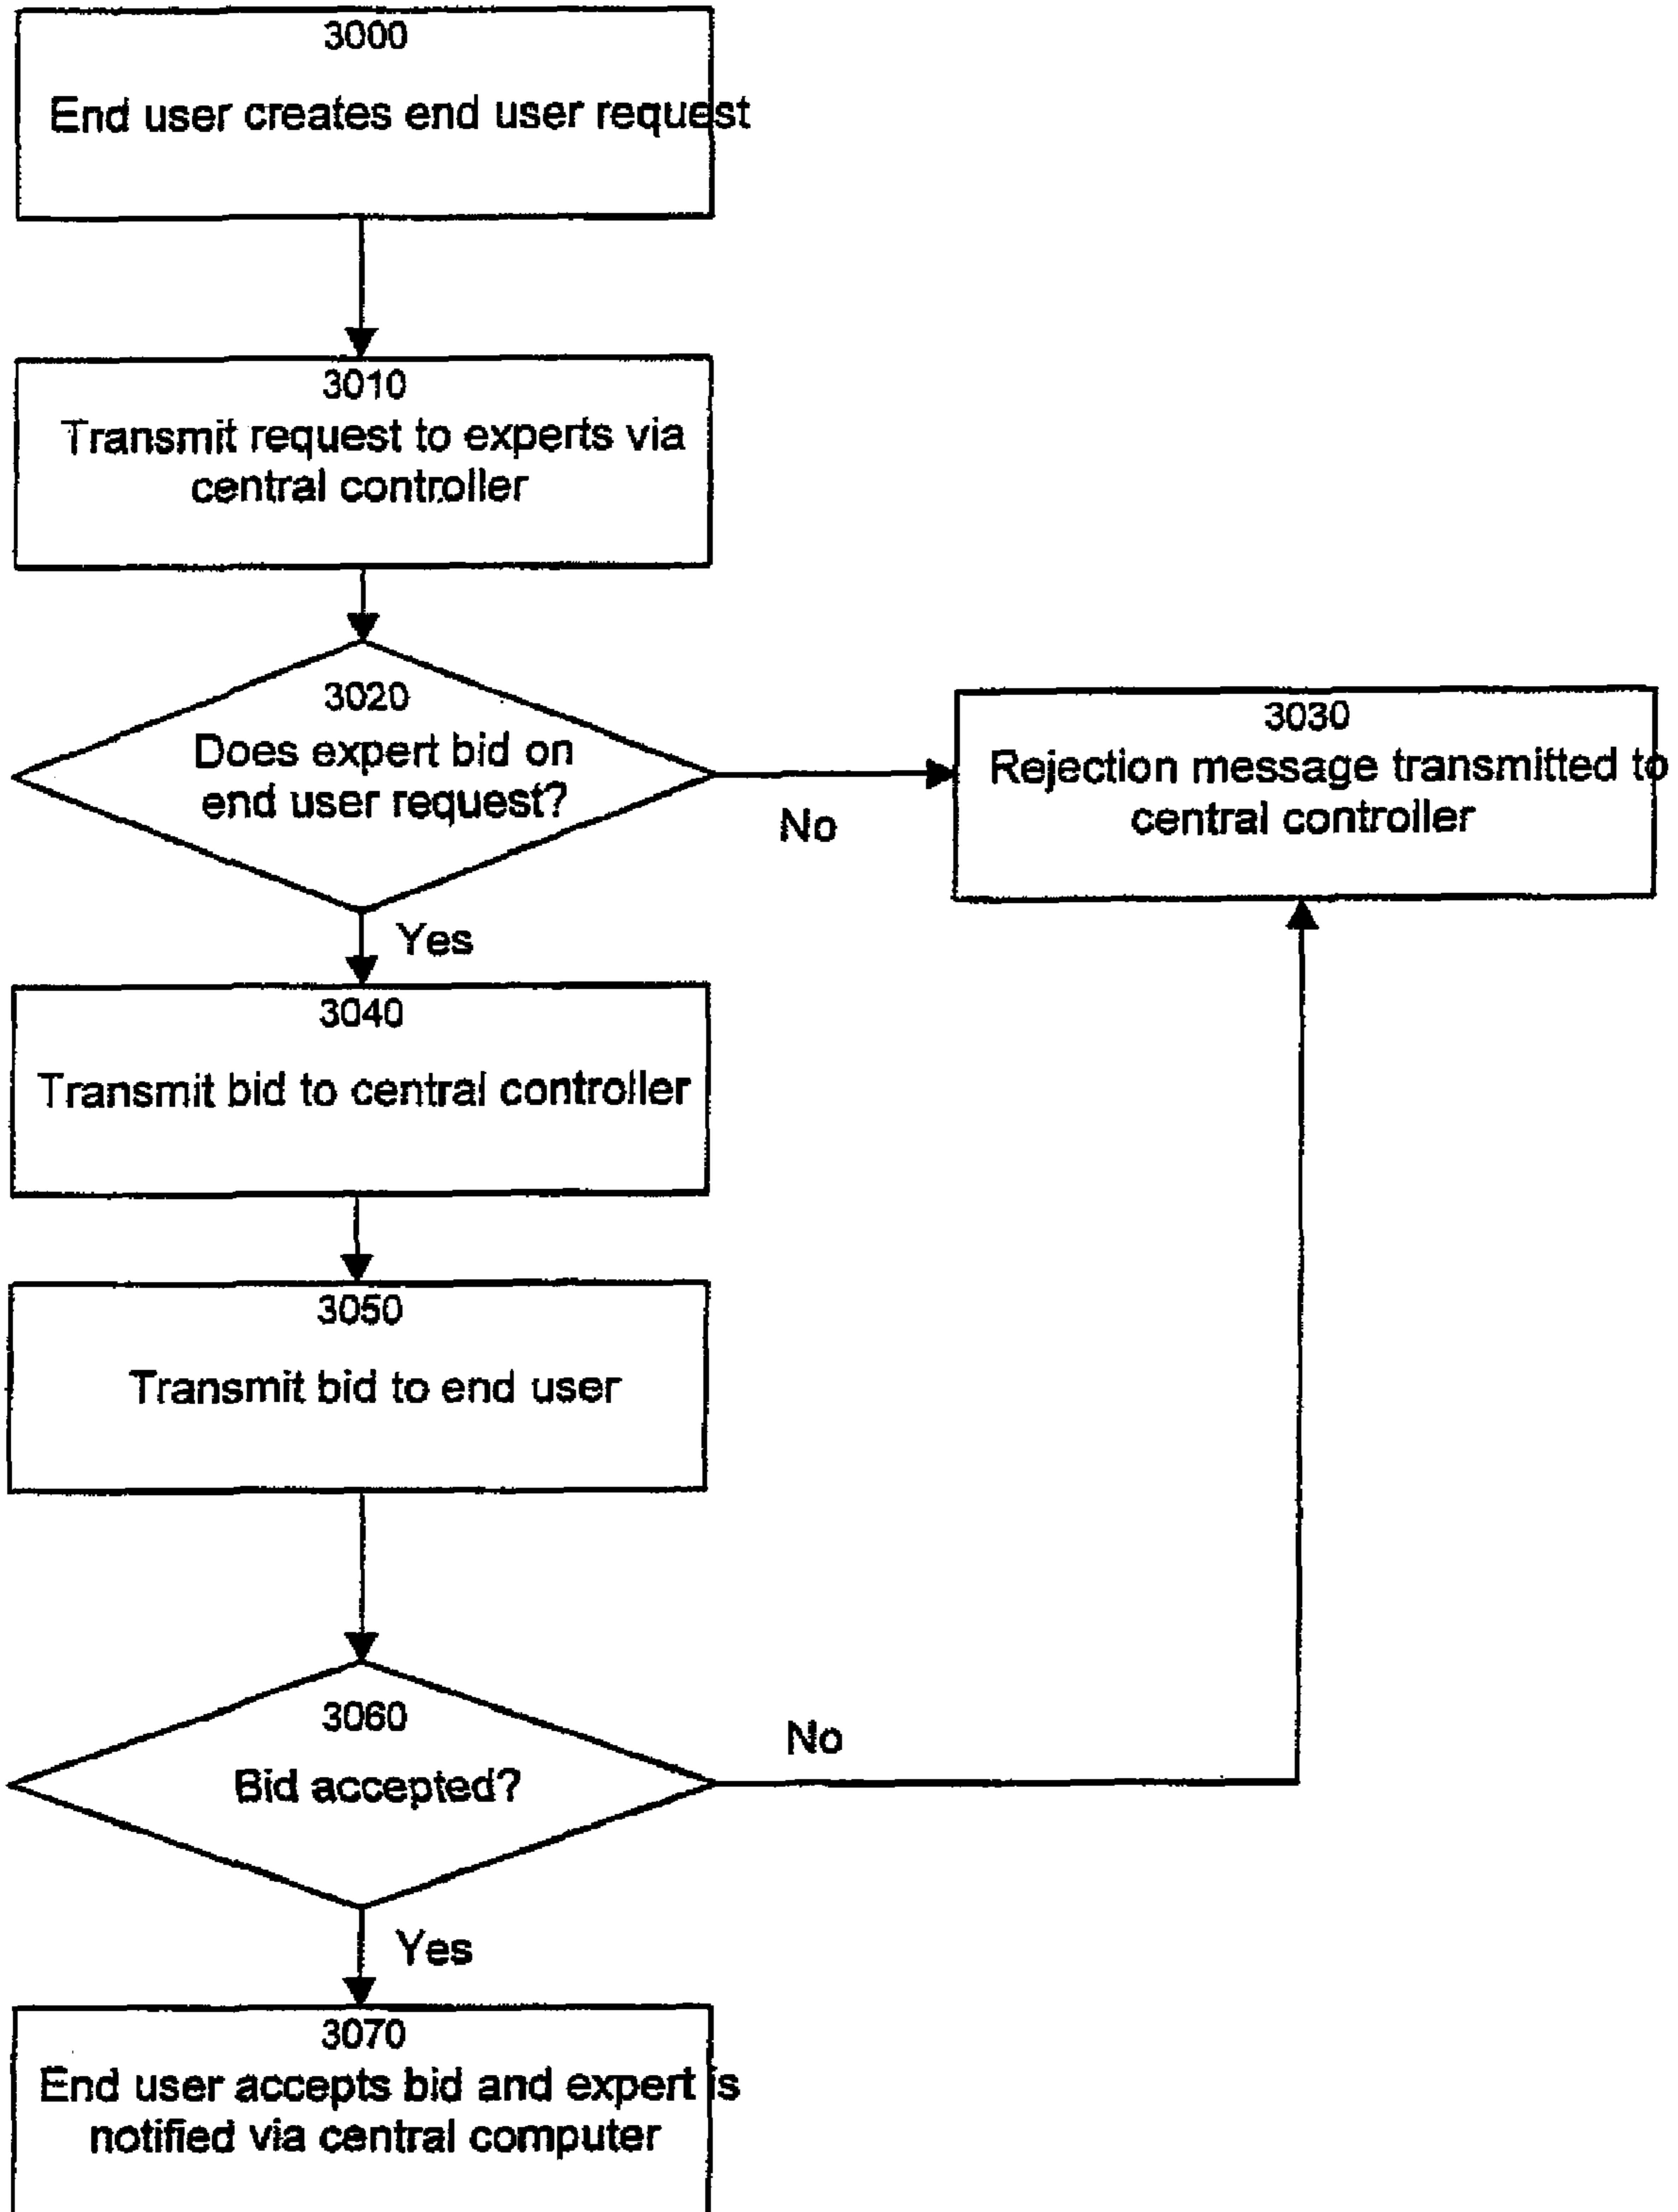 3000
End user creates end user request
3010
Transmit request to experts via
central controller
3020
Does expert bid on
end user request?
No
3030
Rejection message transmitted to
central controller
Yes
3040
Transmit bid to central controller
3050
Transmit bid to end user
3060
Bid accepted?
No
Yes
3070
End user accepts bid and expert is
notified via central computer